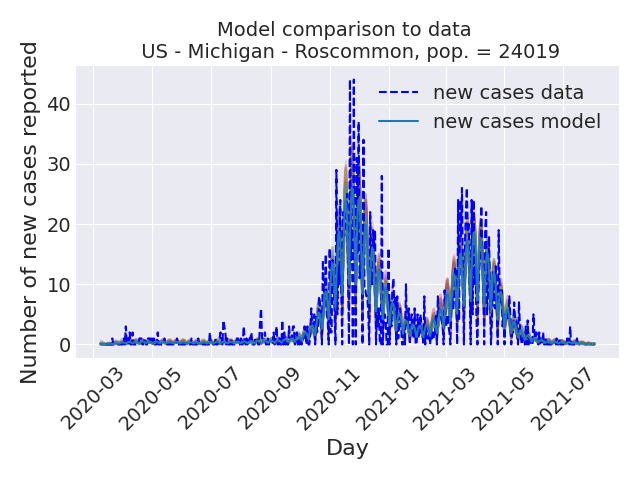 Model comparison to data
US - Michigan - Roscommon, pop. = 24019
Number of new cases reported
40
30
20
10
0
new cases data
new cases model
2020-03
2020-05
2020-07
2020-09
2020-11
2021-01
2021-03
2021-05
2021-07
Day